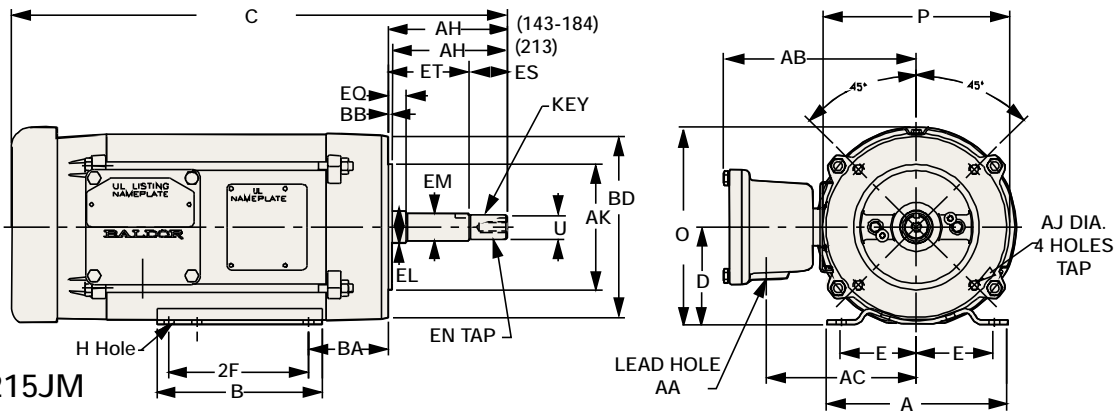 C
AH
(143-184)
AH
(213)
ET
ES
EQ
BB
KEY
UL LISTING
NAMEPLATE
UL
NAMEPLATE
BALDOR
EM
AK
BD
U
EL
EN TAP
H Hole
BA
2F
B
215JM
P
AB
45°
45°
O
D
AJ DIA.
4 HOLES
TAP
LEAD HOLE
AA
E
E
AC
A